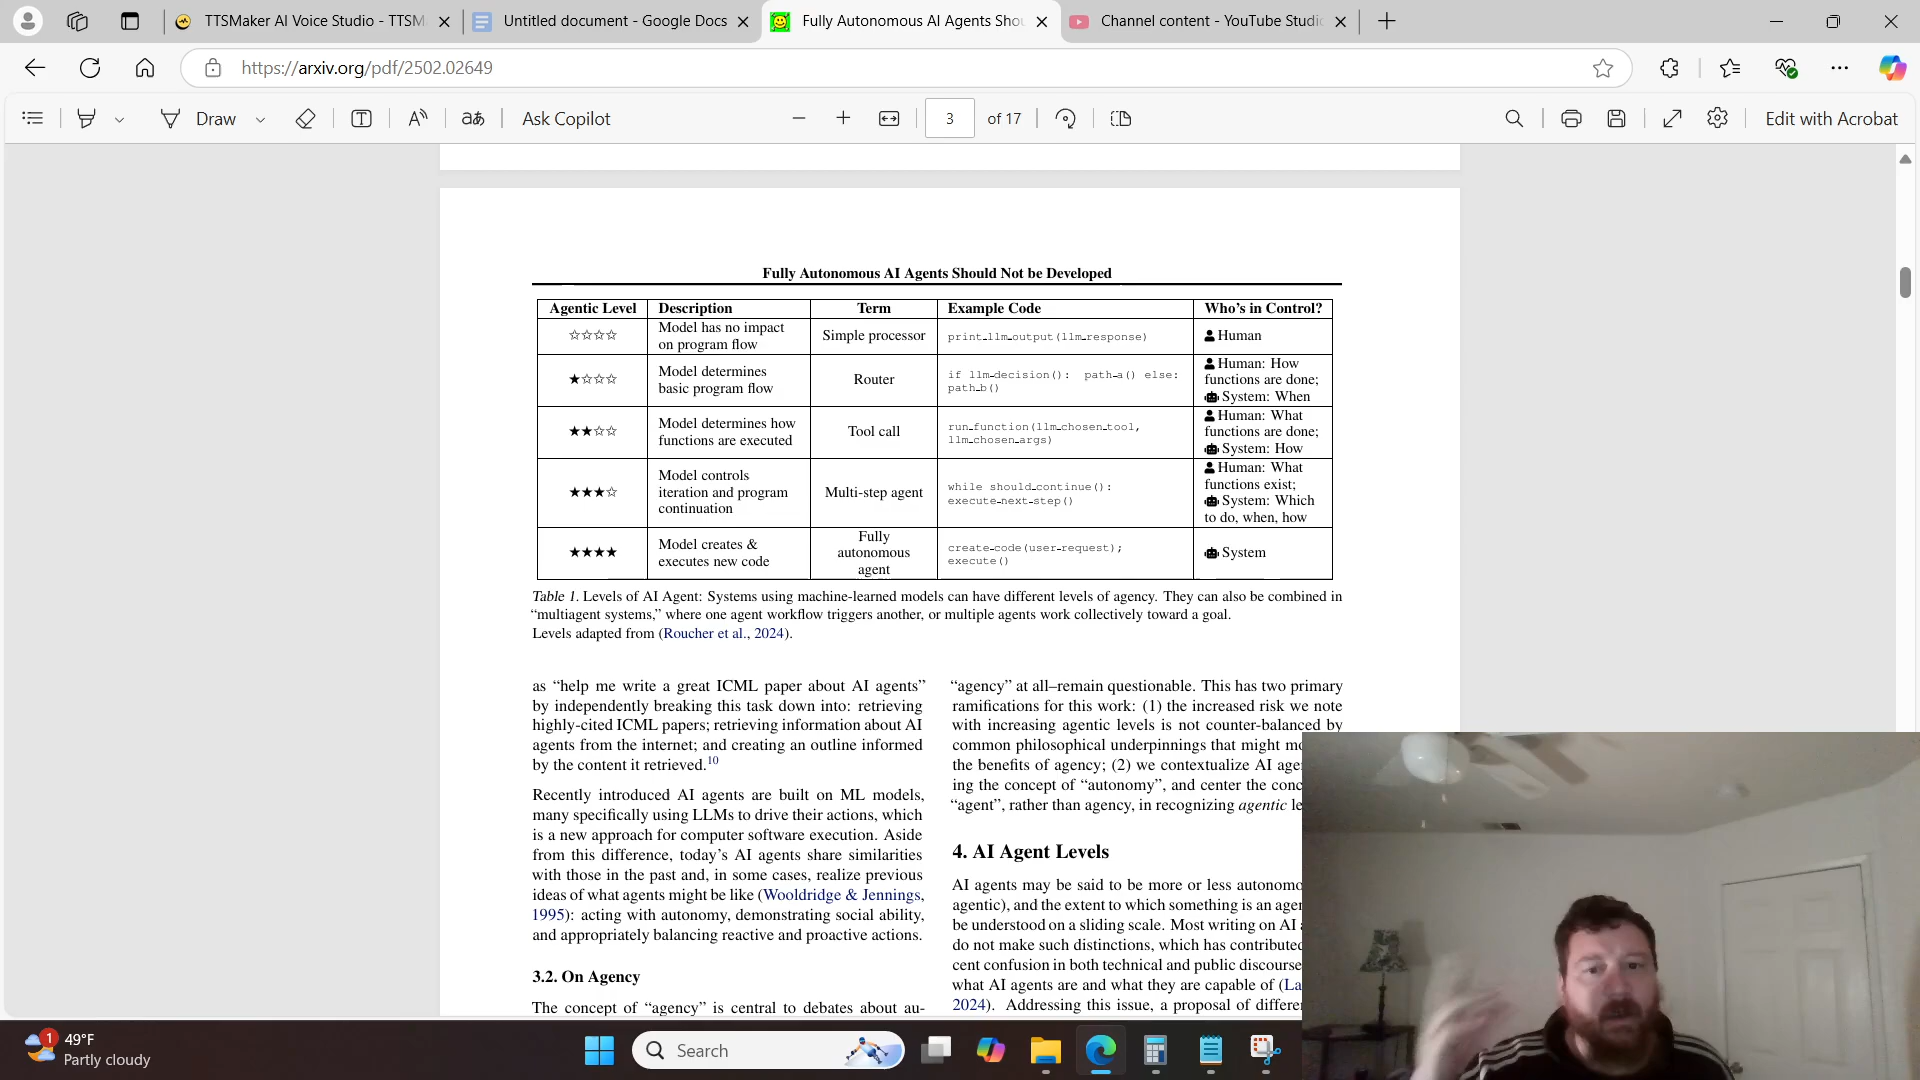 TTSMaker AI Voice Studio - TTSM
Untitled document - Google Docs
Fully Autonomous AI Agents Shou
Channel content - YouTube Studio
https://arxiv.org/pdf/2502.02649
Draw
aあ
Ask Copilot
3
of 17
Edit with Acrobat
Fully Autonomous AI Agents Should Not be Developed
Agentic Level Description Term Example Code Who's in Control?
☆☆☆☆ Model has no impact on program flow Simple processor print_llm_output(llm_response) Human
★☆☆☆ Model determines basic program flow Router if llm_decision(): path_a() else: path_b() Human: How functions are done; System: When
★★☆☆ Model determines how functions are executed Tool call run_function(llm_chosen_tool, llm_chosen_args) Human: What functions are done; System: How
★★★☆ Model controls iteration and program continuation Multi-step agent while should_continue(): execute_next_step() Human: What functions exist; System: Which to do, when, how
★★★★ Model creates & executes new code Fully autonomous agent create_code(user_request); execute() System
Table 1. Levels of AI Agent: Systems using machine-learned models can have different levels of agency. They can also be combined in
“multiagent systems,” where one agent workflow triggers another, or multiple agents work collectively toward a goal.
Levels adapted from (Roucher et al., 2024).
as “help me write a great ICML paper about AI agents”
by independently breaking this task down into: retrieving
highly-cited ICML papers; retrieving information about AI
agents from the internet; and creating an outline informed
by the content it retrieved.10
Recently introduced AI agents are built on ML models,
many specifically using LLMs to drive their actions, which
is a new approach for computer software execution. Aside
from this difference, today's AI agents share similarities
with those in the past and, in some cases, realize previous
ideas of what agents might be like (Wooldridge & Jennings,
1995): acting with autonomy, demonstrating social ability,
and appropriately balancing reactive and proactive actions.
3.2. On Agency
The concept of “agency” is central to debates about au-
“agency” at all–remain questionable. This has two primary
ramifications for this work: (1) the increased risk we note
with increasing agentic levels is not counter-balanced by
common philosophical underpinnings that might mo
the benefits of agency; (2) we contextualize AI age
ing the concept of “autonomy”, and center the conc
“agent”, rather than agency, in recognizing agentic le
4. AI Agent Levels
AI agents may be said to be more or less autonomo
agentic), and the extent to which something is an agen
be understood on a sliding scale. Most writing on AI
do not make such distinctions, which has contributed
cent confusion in both technical and public discourse
what AI agents are and what they are capable of (La
2024). Addressing this issue, a proposal of differe
1
49°F
Partly cloudy
Search